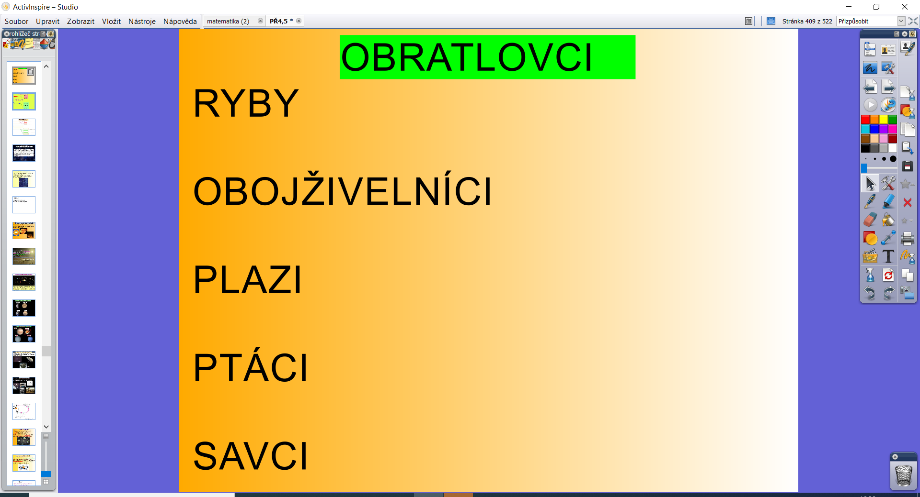 ActivInspire – Studio
Soubor Upravit Zobrazit Vložit Nástroje Nápověda
matematika (2)
PŘ4,5 *
Stránka 409 z 522
Přizpůsobit
OBRATLOVCI
RYBY
OBOJŽIVELNÍCI
PLAZI
PTÁCI
SAVCI